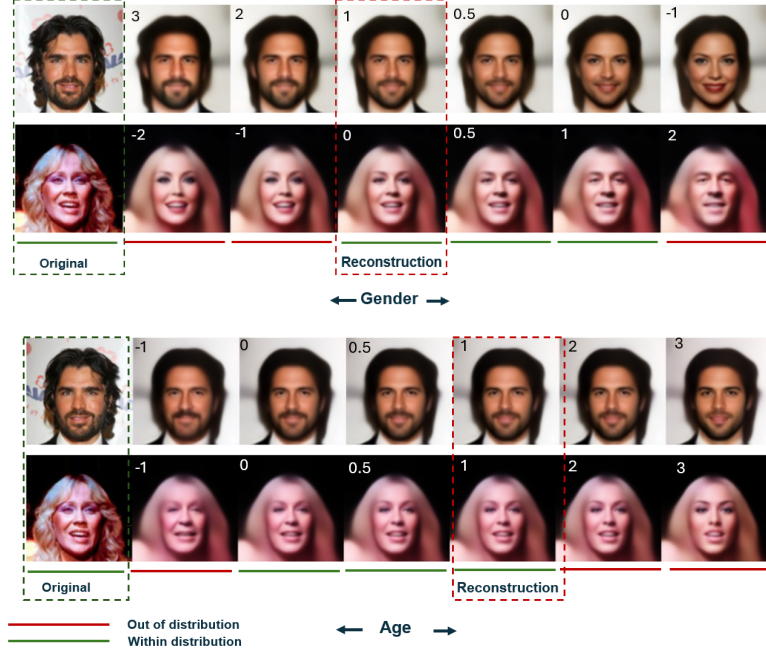 3 2 1 0.5 0 -1
-2 -1 0 0.5 1 2
Original Reconstruction
Gender
-1 0 0.5 1 2 3
-1 0 0.5 1 2 3
Original Reconstruction
Out of distribution
Age
Within distribution